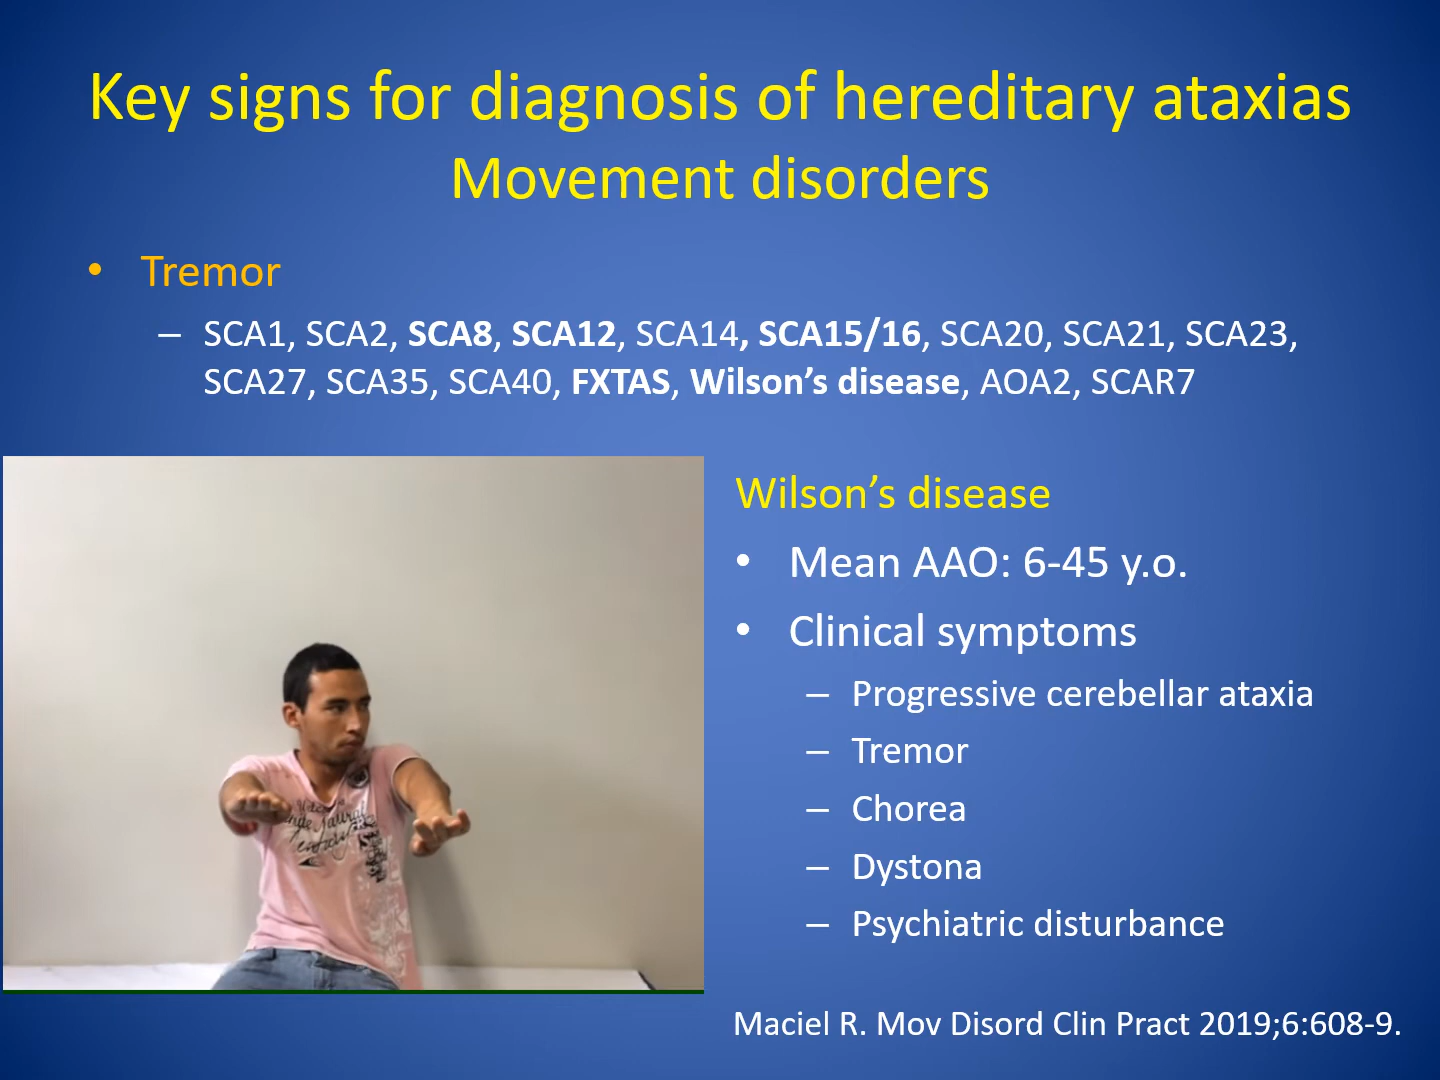 Key signs for diagnosis of hereditary ataxias
Movement disorders
• Tremor
– SCA1, SCA2, SCA8, SCA12, SCA14, SCA15/16, SCA20, SCA21, SCA23,
SCA27, SCA35, SCA40, FXTAS, Wilson’s disease, AOA2, SCAR7
Wilson’s disease
• Mean AAO: 6-45 y.o.
• Clinical symptoms
– Progressive cerebellar ataxia
– Tremor
– Chorea
– Dystona
– Psychiatric disturbance
Maciel R. Mov Disord Clin Pract 2019;6:608-9.